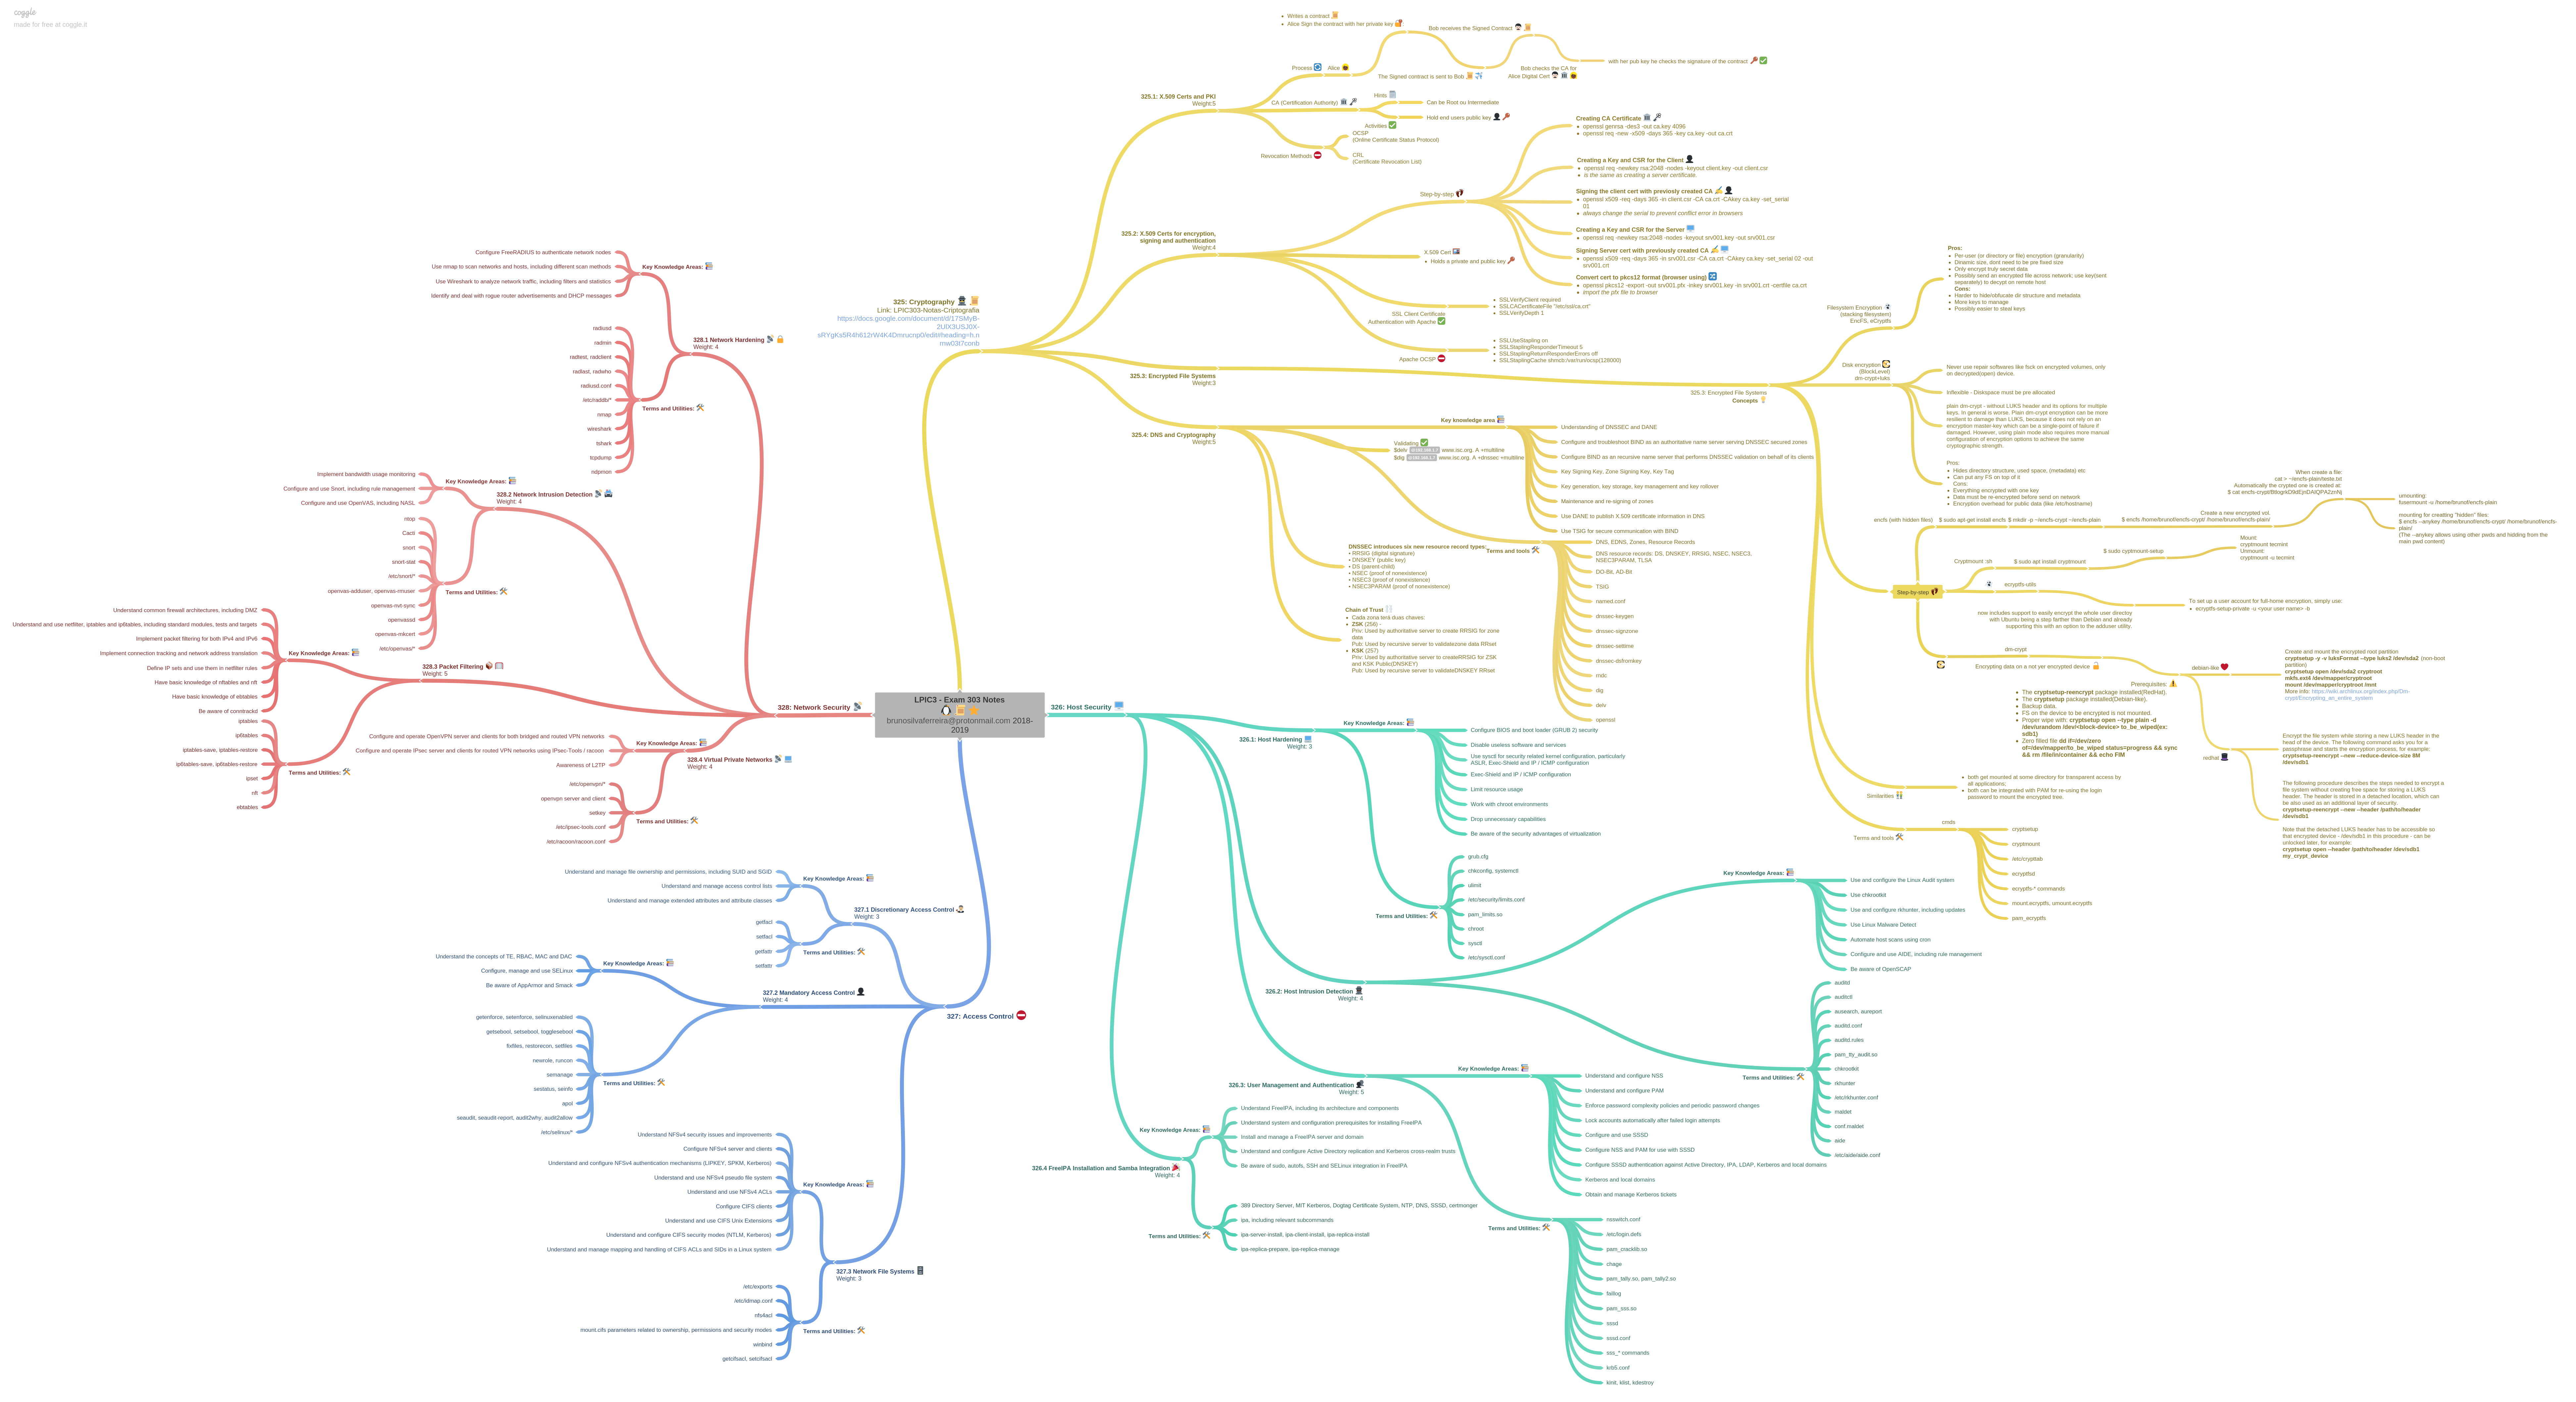 coggle
made for free at coggle.it
LPIC3 - Exam 303 Notes
brunosilvaferreira@protonmail.com 2018-
2019
325: Cryptography
Link: LPIC303-Notas-Criptografia
https://docs.google.com/document/d/17SMyB-
325.1: X.509 Certs and PKI
Weight:5
Process
Alice
Writes a contract
Alice Sign the contract with her private key
The Signed contract is sent to Bob
Bob receives the Signed Contract
Bob checks the CA for
Alice Digital Cert
with her pub key he checks the signature of the contract
CA (Certification Authority)
Hints
Can be Root ou Intermediate
Activities
Hold end users public key
Revocation Methods
OCSP
(Online Certificate Status Protocol)
CRL
(Certificate Revocation List)
325.2: X.509 Certs for encryption,
signing and authentication
Weight:4
Step-by-step
Creating CA Certificate
openssl genrsa -des3 -out ca.key 4096
openssl req -new -x509 -days 365 -key ca.key -out ca.crt
Creating a Key and CSR for the Client
openssl req -newkey rsa:2048 -nodes -keyout client.key -out client.csr
Is the same as creating a server certificate.
Signing the client cert with previosly created CA
openssl x509 -req -days 365 -in client.csr -CA ca.crt -CAkey ca.key -set_serial
01
always change the serial to prevent conflict error in browsers
Creating a Key and CSR for the Server
openssl req -newkey rsa:2048 -nodes -keyout srv001.key -out srv001.csr
Signing Server cert with previously created CA
openssl x509 -req -days 365 -in srv001.csr -CA ca.crt -CAkey ca.key -set_serial 02 -out
srv001.crt
Convert cert to pkcs12 format (browser using)
openssl pkcs12 -export -out srv001.pfx -inkey srv001.key -in srv001.crt -certfile ca.crt
import the pfx file to browser
X.509 Cert
Holds a private and public key
SSL Client Certificate
Authentication with Apache
SSLVerifyClient required
SSLCACertificateFile "/etc/ssl/ca.crt"
SSLVerifyDepth 1
Apache OCSP
SSLUseStapling on
SSLStaplingResponderTimeout 5
SSLStaplingReturnResponderErrors off
SSLStaplingCache shmcb:/var/run/ocsp(128000)
325.3: Encrypted File Systems
Weight:3
325.3: Encrypted File Systems
Concepts
Filesystem Encryption
(stacking filesystem)
EncFS, eCryptfs
Pros:
Per-user (or directory or file) encryption (granularity)
Dinamic size, dont need to be pre fixed size
Only encrypt truly secret data
Possibly send an encrypted file across network; use key(sent
separately) to decypt on remote host
Cons:
Harder to hide/obfucate dir structure and metadata
More keys to manage
Possibly easier to steal keys
Disk encryption
(BlockLevel)
dm-crypt+luks
Never use repair softwares like fsck on encrypted volumes, only
on decrypted(open) device.
Inflexible - Diskspace must be pre allocated
plain dm-crypt - without LUKS header and its options for multiple
keys. In general is worse. Plain dm-crypt encryption can be more
resilient to damage than LUKS, because it does not rely on an
encryption master-key which can be a single-point of failure if
damaged. However, using plain mode also requires more manual
configuration of encryption options to achieve the same
cryptographic strength.
Pros:
Hides directory structure, used space, (metadata) etc
Can put any FS on top of it
Cons:
Everything encrypted with one key
Data must be re-encrypted before send on network
Encryption overhead for public data (like /etc/hostname)
Step-by-step
encfs (with hidden files)
$ sudo apt-get install encfs
$ mkdir -p ~/encfs-crypt ~/encfs-plain
Create a new encrypted vol.
$ encfs /home/brunof/encfs-crypt/ /home/brunof/encfs-plain/
When create a file:
cat > ~/encfs-plain/teste.txt
Automatically the crypted one is created at:
umounting:
fusermount -u /home/brunof/encfs-plain
mounting for creatting "hidden" files:
$ encfs --anykey /home/brunof/encfs-crypt/ /home/brunof/encfs-
plain/
(The --anykey allows using other pwds and hidding from the
main pwd content)
Cryptmount -sh
$ sudo apt install cryptmount
$ sudo cryptmount-setup
Mount:
cryptmount tecmint
Unmount:
cryptmount -u tecmint
ecryptfs-utils
now includes support to easily encrypt the whole user directoy
with Ubuntu being a step farther than Debian and already
supporting this with an option to the adduser utility.
To set up a user account for full-home encryption, simply use:
ecryptfs-setup-private -u <your user name> -b
dm-crypt
Encrypting data on a not yet encrypted device
debian-like
Create and mount the encrypted root partition
cryptsetup -y -v luksFormat --type luks2 /dev/sda2 (non-boot
partition)
cryptsetup open /dev/sda2 cryptroot
mkfs.ext4 /dev/mapper/cryptroot
mount /dev/mapper/cryptroot /mnt
More info: https://wiki.archlinux.org/index.php/Dm-
crypt/Encrypting_an_entire_system
Prerequisites:
The cryptsetup-reencrypt package installed(RedHat).
The cryptsetup package installed(Debian-like).
Backup data.
FS on the device to be encrypted is not mounted.
Proper wipe with: cryptsetup open --type plain -d
/dev/urandom /dev/<block-device> to_be_wiped(ex:
sdb1)
Zero filled file dd if=/dev/zero
of=/dev/mapper/to_be_wiped status=progress && sync
&& rm /file/in/container && echo FIM
redhat
Encrypt the file system while storing a new LUKS header in the
head of the device. The following command asks you for a
passphrase and starts the encryption process, for example:
cryptsetup-reencrypt --new --reduce-device-size 8M
/dev/sdb1
The following procedure describes the steps needed to encrypt a
file system without creating free space for storing a LUKS
header. The header is stored in a detached location, which can
be also used as an additional layer of security.
cryptsetup-reencrypt --new --header /path/to/header
/dev/sdb1
Note that the detached LUKS header has to be accessible so
that encrypted device - /dev/sdb1 in this procedure - can be
unlocked later, for example:
cryptsetup open --header /path/to/header /dev/sdb1
my_crypt_device
Similarities
both get mounted at some directory for transparent access by
all applications;
both can be integrated with PAM for re-using the login
password to mount the encrypted tree.
Terms and tools
cmds
cryptsetup
cryptmount
/etc/crypttab
ecryptfsd
ecryptfs-* commands
mount.ecryptfs, umount.ecryptfs
pam_ecryptfs
325.4: DNS and Cryptography
Weight:5
Key knowledge area
Understanding of DNSSEC and DANE
Configure and troubleshoot BIND as an authoritative name server serving DNSSEC secured zones
Configure BIND as an recursive name server that performs DNSSEC validation on behalf of its clients
Key Signing Key, Zone Signing Key, Key Tag
Key generation, key storage, key management and key rollover
Maintenance and re-signing of zones
Use DANE to publish X.509 certificate information in DNS
Use TSIG for secure communication with BIND
Validating
$delv @192.168.1.7 www.isc.org. A +multiline
$dig @192.168.1.7 www.isc.org. A +dnssec +multiline
Terms and tools
DNS, EDNS, Zones, Resource Records
DNS resource records: DS, DNSKEY, RRSIG, NSEC, NSEC3,
NSEC3PARAM, TLSA
DO-Bit, AD-Bit
TSIG
named.conf
dnssec-keygen
dnssec-signzone
dnssec-settime
dnssec-dsfromkey
rndc
dig
delv
openssl
DNSSEC introduces six new resource record types:
• RRSIG (digital signature)
• DNSKEY (public key)
• DS (parent-child)
• NSEC (proof of nonexistence)
• NSEC3 (proof of nonexistence)
• NSEC3PARAM (proof of nonexistence)
Chain of Trust
Cada zona terá duas chaves:
ZSK (256) -
Priv: Used by authoritative server to create RRSIG for zone
data
Pub: Used by recursive server to validatezone data RRset
KSK (257)
Priv: Used by authoritative server to createRRSIG for ZSK
and KSK Public(DNSKEY)
Pub: Used by recursive server to validateDNSKEY RRset
326: Host Security
326.1: Host Hardening
Weight: 3
Key Knowledge Areas:
Configure BIOS and boot loader (GRUB 2) security
Disable useless software and services
Use sysctl for security related kernel configuration, particularly
ASLR, Exec-Shield and IP / ICMP configuration
Exec-Shield and IP / ICMP configuration
Limit resource usage
Work with chroot environments
Drop unnecessary capabilities
Be aware of the security advantages of virtualization
Terms and Utilities:
grub.cfg
chkconfig, systemctl
ulimit
/etc/security/limits.conf
pam_limits.so
chroot
sysctl
/etc/sysctl.conf
326.2: Host Intrusion Detection
Weight: 4
Key Knowledge Areas:
Use and configure the Linux Audit system
Use chkrootkit
Use and configure rkhunter, including updates
Use Linux Malware Detect
Automate host scans using cron
Configure and use AIDE, including rule management
Be aware of OpenSCAP
Terms and Utilities:
auditd
auditctl
ausearch, aureport
auditd.conf
auditd.rules
pam_tty_audit.so
chkrootkit
rkhunter
/etc/rkhunter.conf
maldet
conf.maldet
aide
/etc/aide/aide.conf
326.3: User Management and Authentication
Weight: 5
Key Knowledge Areas:
Understand and configure NSS
Understand and configure PAM
Enforce password complexity policies and periodic password changes
Lock accounts automatically after failed login attempts
Configure and use SSSD
Configure NSS and PAM for use with SSSD
Configure SSSD authentication against Active Directory, IPA, LDAP, Kerberos and local domains
Kerberos and local domains
Obtain and manage Kerberos tickets
Terms and Utilities:
nsswitch.conf
/etc/login.defs
pam_cracklib.so
chage
pam_tally.so, pam_tally2.so
faillog
pam_sss.so
sssd
sssd.conf
sss_* commands
krb5.conf
kinit, klist, kdestroy
326.4 FreeIPA Installation and Samba Integration
Weight: 4
Key Knowledge Areas:
Understand FreeIPA, including its architecture and components
Understand system and configuration prerequisites for installing FreeIPA
Install and manage a FreeIPA server and domain
Understand and configure Active Directory replication and Kerberos cross-realm trusts
Be aware of sudo, autofs, SSH and SELinux integration in FreeIPA
Terms and Utilities:
389 Directory Server, MIT Kerberos, Dogtag Certificate System, NTP, DNS, SSSD, certmonger
ipa, including relevant subcommands
ipa-server-install, ipa-client-install, ipa-replica-install
ipa-replica-prepare, ipa-replica-manage
327: Access Control
327.1 Discretionary Access Control
Weight: 3
Key Knowledge Areas:
Understand and manage file ownership and permissions, including SUID and SGID
Understand and manage access control lists
Understand and manage extended attributes and attribute classes
Terms and Utilities:
getfacl
setfacl
getfattr
setfattr
327.2 Mandatory Access Control
Weight: 4
Key Knowledge Areas:
Understand the concepts of TE, RBAC, MAC and DAC
Configure, manage and use SELinux
Be aware of AppArmor and Smack
Terms and Utilities:
getenforce, setenforce, selinuxenabled
getsebool, setsebool, togglesebool
fixfiles, restorecon, setfiles
newrole, runcon
semanage
sestatus, seinfo
apol
seaudit, seaudit-report, audit2why, audit2allow
/etc/selinux/*
327.3 Network File Systems
Weight: 3
Key Knowledge Areas:
Understand NFSv4 security issues and improvements
Configure NFSv4 server and clients
Understand and configure NFSv4 authentication mechanisms (LIPKEY, SPKM, Kerberos)
Understand and use NFSv4 pseudo file system
Understand and use NFSv4 ACLs
Configure CIFS clients
Understand and use CIFS Unix Extensions
Understand and configure CIFS security modes (NTLM, Kerberos)
Understand and manage mapping and handling of CIFS ACLs and SIDs in a Linux system
Terms and Utilities:
/etc/exports
/etc/idmap.conf
nfs4acl
mount.cifs parameters related to ownership, permissions and security modes
winbind
getcifsacl, setcifsacl
328: Network Security
328.1 Network Hardening
Weight: 4
Key Knowledge Areas:
Configure FreeRADIUS to authenticate network nodes
Use nmap to scan networks and hosts, including different scan methods
Use Wireshark to analyze network traffic, including filters and statistics
Identify and deal with rogue router advertisements and DHCP messages
Terms and Utilities:
radiusd
radmin
radtest, radclient
radlast, radwho
radiusd.conf
/etc/raddb/*
nmap
wireshark
tshark
tcpdump
ndpmon
328.2 Network Intrusion Detection
Weight: 4
Key Knowledge Areas:
Implement bandwidth usage monitoring
Configure and use Snort, including rule management
Configure and use OpenVAS, including NASL
Terms and Utilities:
ntop
Cacti
snort
snort-stat
/etc/snort/*
openvas-adduser, openvas-rmuser
openvas-nvt-sync
openvassd
openvas-mkcert
/etc/openvas/*
328.3 Packet Filtering
Weight: 5
Key Knowledge Areas:
Understand common firewall architectures, including DMZ
Understand and use netfilter, iptables and ip6tables, including standard modules, tests and targets
Implement packet filtering for both IPv4 and IPv6
Implement connection tracking and network address translation
Define IP sets and use them in netfilter rules
Have basic knowledge of nftables and nft
Have basic knowledge of ebtables
Be aware of conntrackd
Terms and Utilities:
iptables
ip6tables
iptables-save, iptables-restore
ip6tables-save, ip6tables-restore
ipset
nft
ebtables
328.4 Virtual Private Networks
Weight: 4
Key Knowledge Areas:
Configure and operate OpenVPN server and clients for both bridged and routed VPN networks
Configure and operate IPsec server and clients for routed VPN networks using IPsec-Tools / racoon
Awareness of L2TP
Terms and Utilities:
/etc/openvpn/*
openvpn server and client
setkey
/etc/ipsec-tools.conf
/etc/racoon/racoon.conf